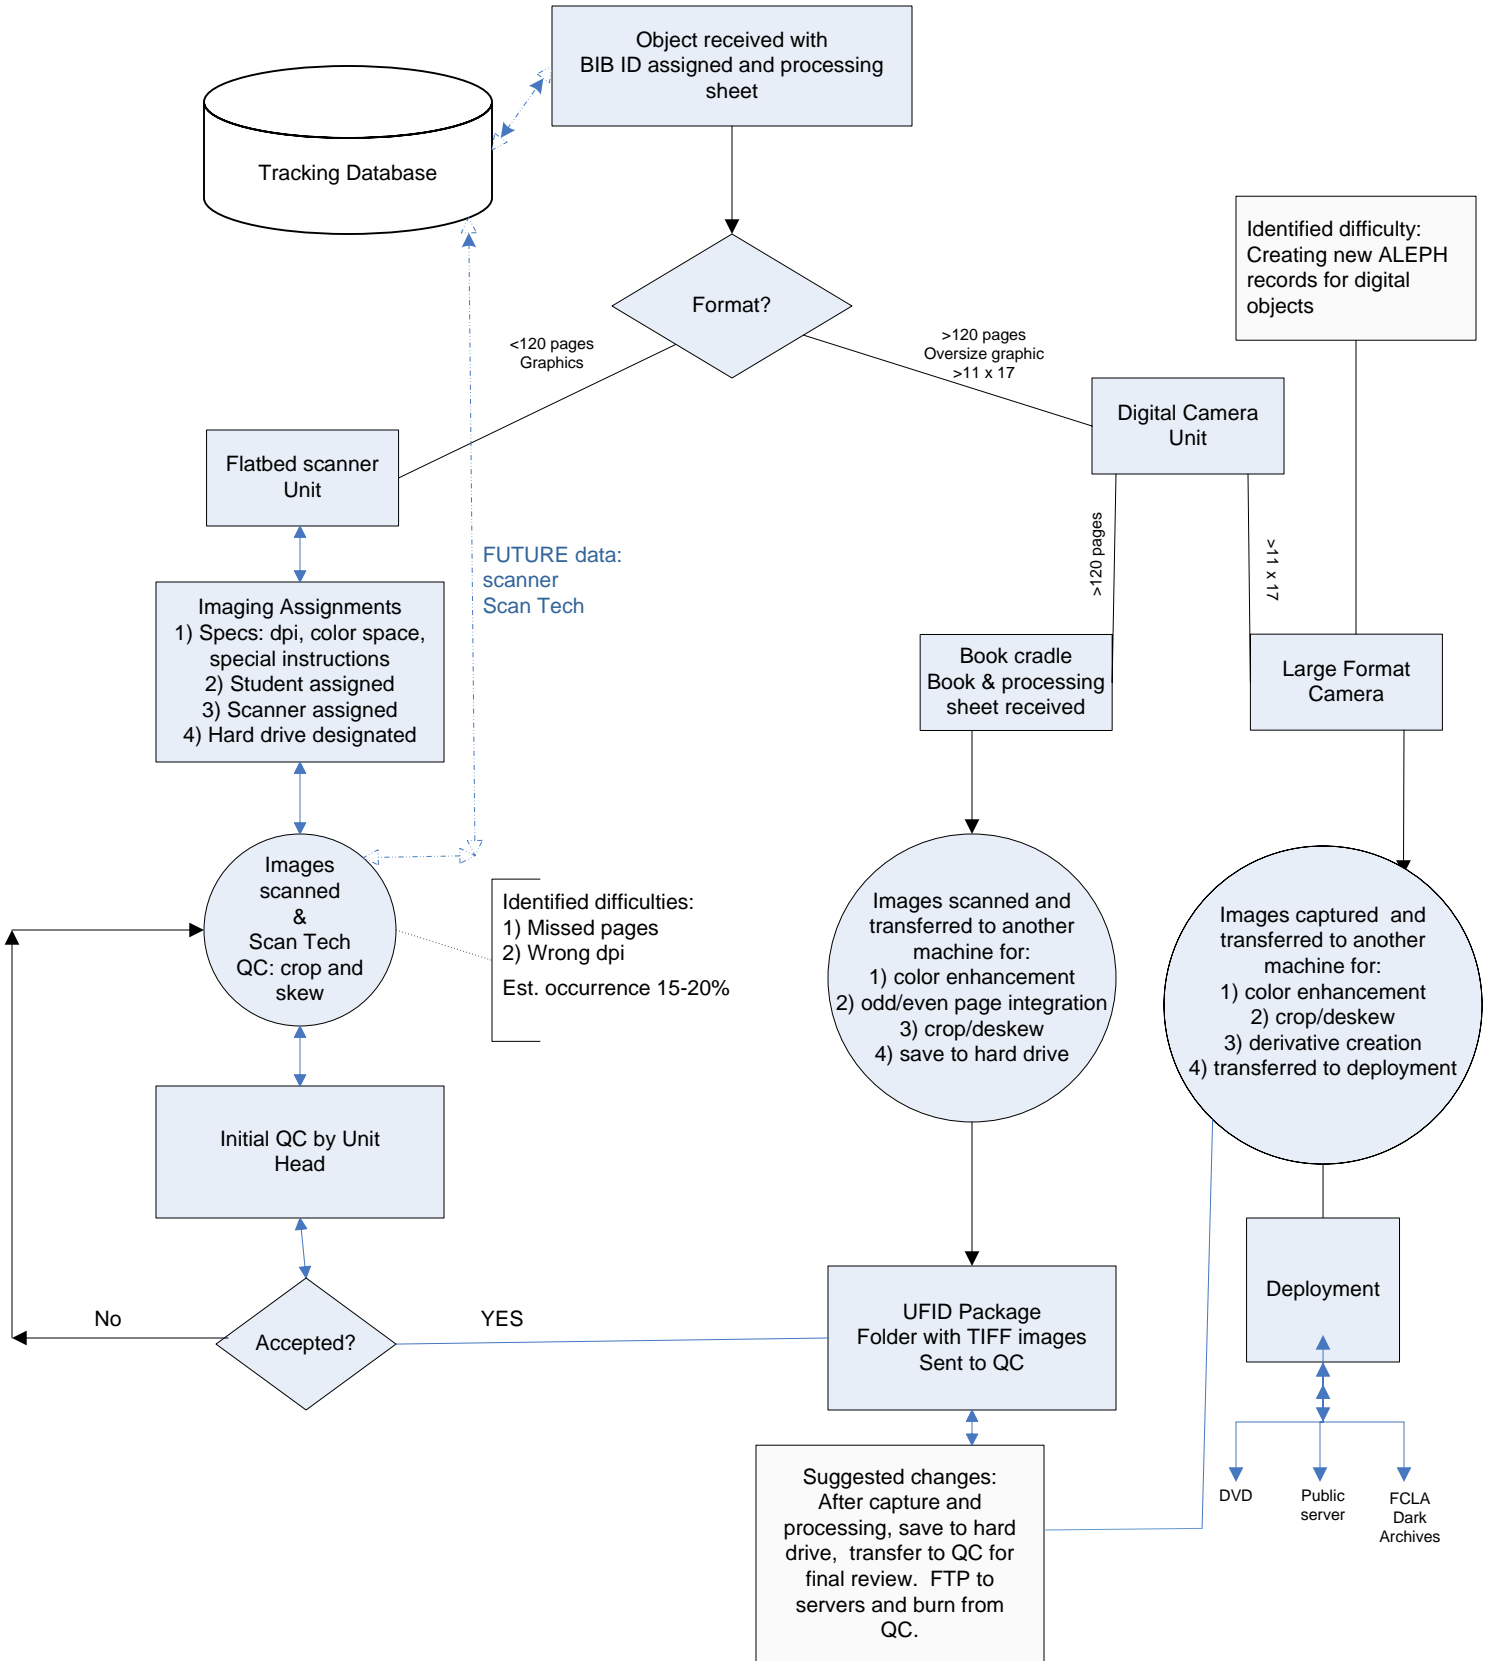 Object received with
BIB ID assigned and processing
sheet
Tracking Database
Identified difficulty:
Creating new ALEPH
records for digital
objects
Format?
<120 pages
Graphics
>120 pages
Oversize graphic
>11 x 17
Digital Camera
Unit
Flatbed scanner
Unit
>120 pages
>11 x 17
FUTURE data:
scanner
Scan Tech
Imaging Assignments
1) Specs: dpi, color space,
special instructions
2) Student assigned
3) Scanner assigned
4) Hard drive designated
Book cradle
Book & processing
sheet received
Large Format
Camera
Images
scanned
&
Scan Tech
QC: crop and
skew
Identified difficulties:
1) Missed pages
2) Wrong dpi
Est. occurrence 15-20%
Images scanned and
transferred to another
machine for:
1) color enhancement
2) odd/even page integration
3) crop/deskew
4) save to hard drive
Images captured and
transferred to another
machine for:
1) color enhancement
2) crop/deskew
3) derivative creation
4) transferred to deployment
Initial QC by Unit
Head
Deployment
No
Accepted?
YES
UFID Package
Folder with TIFF images
Sent to QC
Suggested changes:
After capture and
processing, save to hard
drive, transfer to QC for
final review. FTP to
servers and burn from
QC.
DVD
Public
server
FCLA
Dark
Archives